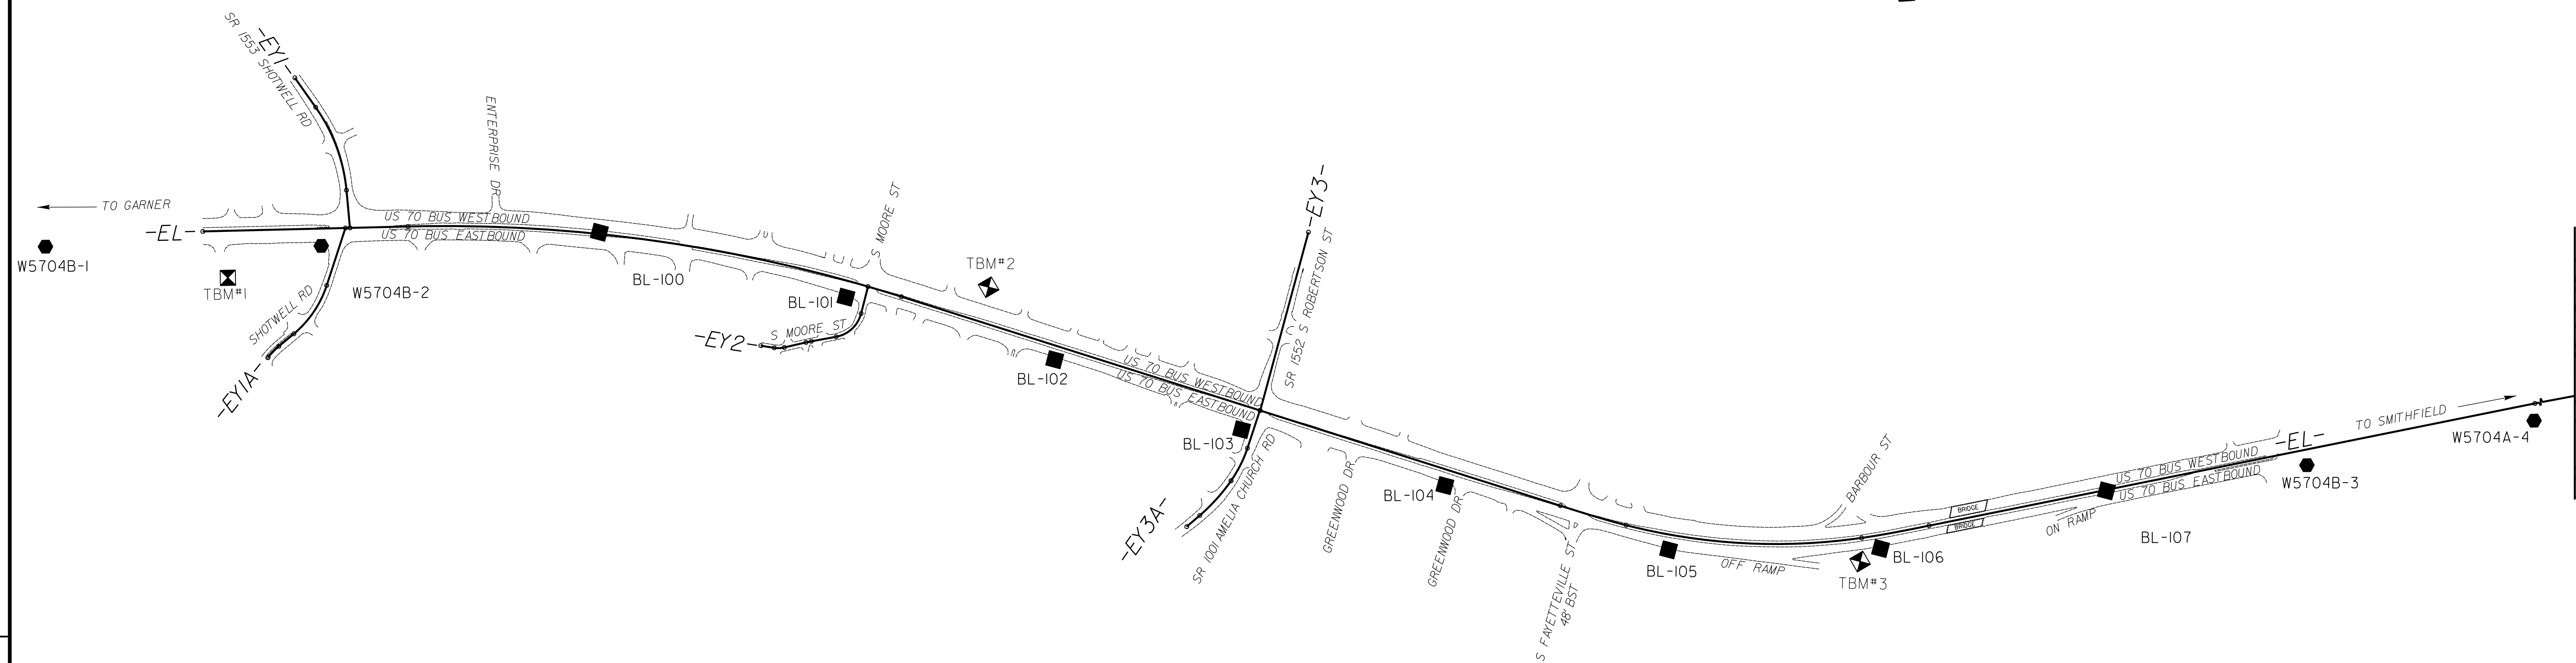 SR 1553 SHOTWELL RD
-EY1-
ENTERPRISE DR
TO GARNER
-EL-
US 70 BUS WESTBOUND
US 70 BUS EASTBOUND
W5704B-1
TBM#1
W5704B-2
SHOTWELL RD
-EY1A-
BL-100
S MOORE ST
BL-101
S MOORE ST
-EY2-
TBM#2
BL-102
US 70 BUS WESTBOUND
US 70 BUS EASTBOUND
-EY3-
SR 1552 S ROBERTSON ST
BL-103
SR 1001 AMELIA CHURCH RD
-EY3A-
GREENWOOD DR
BL-104
GREENWOOD DR
S FAYETTEVILLE ST
48' BST
BL-105
OFF RAMP
BARBOUR ST
TBM#3
BL-106
BRIDGE
BRIDGE
ON RAMP
BL-107
US 70 BUS WESTBOUND
US 70 BUS EASTBOUND
-EL-
W5704B-3
TO SMITHFIELD
W5704A-4